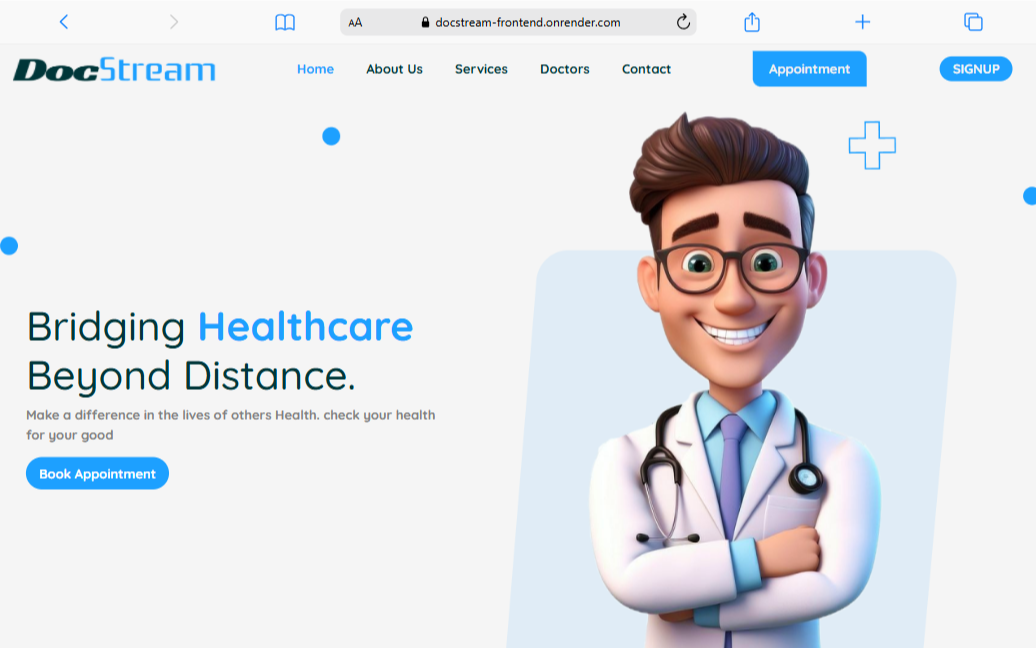 AA docstream-frontend.onrender.com
DocStream Home About Us Services Doctors Contact Appointment SIGNUP
Bridging Healthcare
Beyond Distance.
Make a difference in the lives of others Health. check your health
for your good
Book Appointment